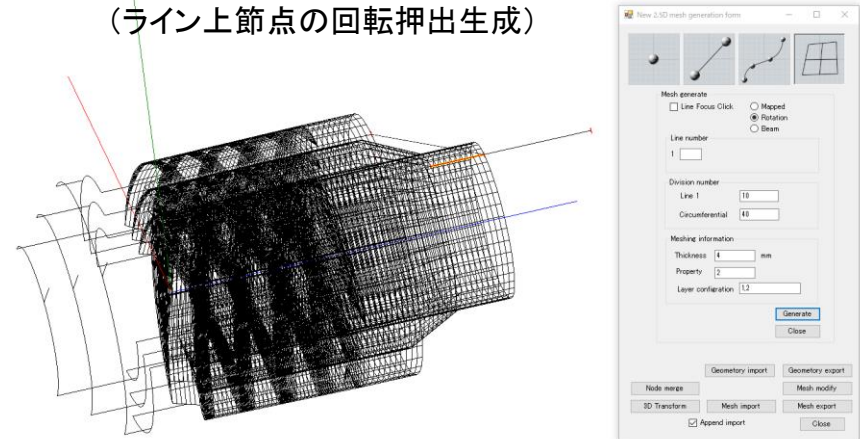 (ライン上節点の回転押出生成)
New 2.5D mesh generation form
Mesh generate
Line Focus Click
Mapped
Rotation
Beam
Line number
1
Division number
Line 1 10
Circumferential 40
Meshing information
Thickness 4 mm
Property 2
Layer configration 1,2
Generate
Close
Geometory import Geometory export
Node merge Mesh modify
3D Transform Mesh import Mesh export
Append import Close